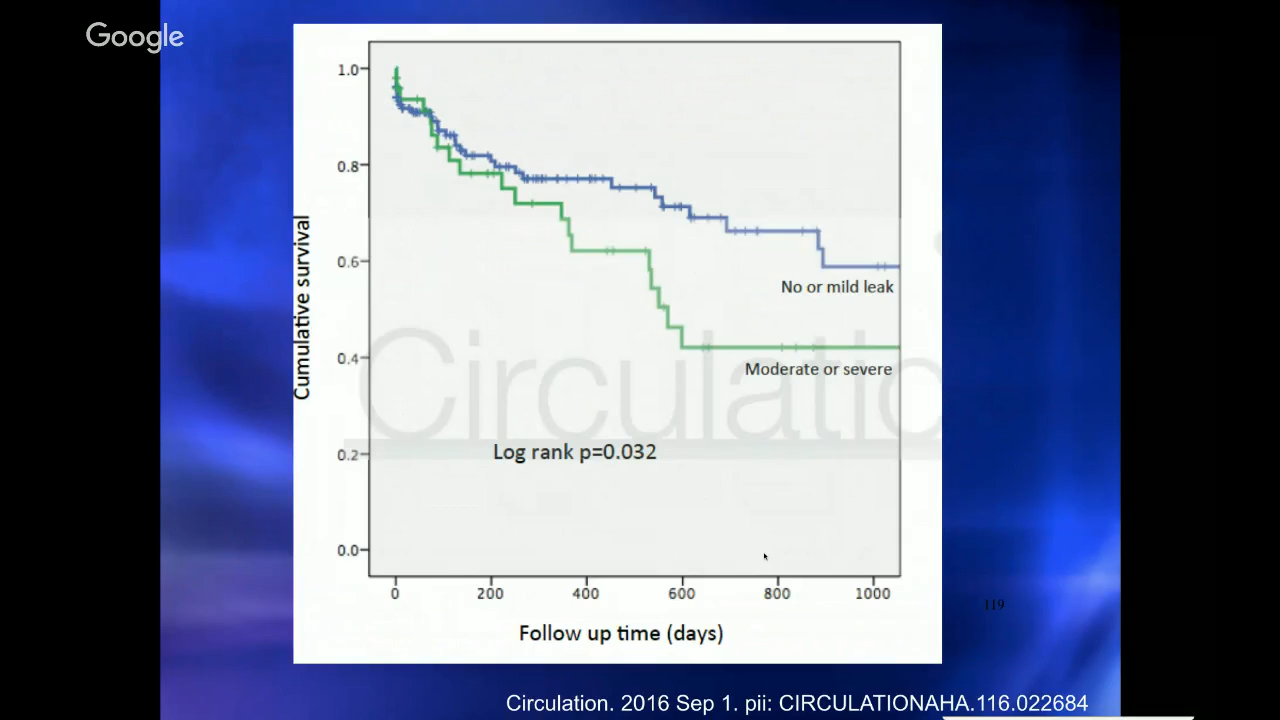 Google
1.0
0.8
0.6
0.4
0.2
0.0
Cumulative survival
No or mild leak
Circulatio
Moderate or severe
Log rank p=0.032
0 200 400 600 800 1000
Follow up time (days)
119
Circulation. 2016 Sep 1. pii: CIRCULATIONAHA.116.022684